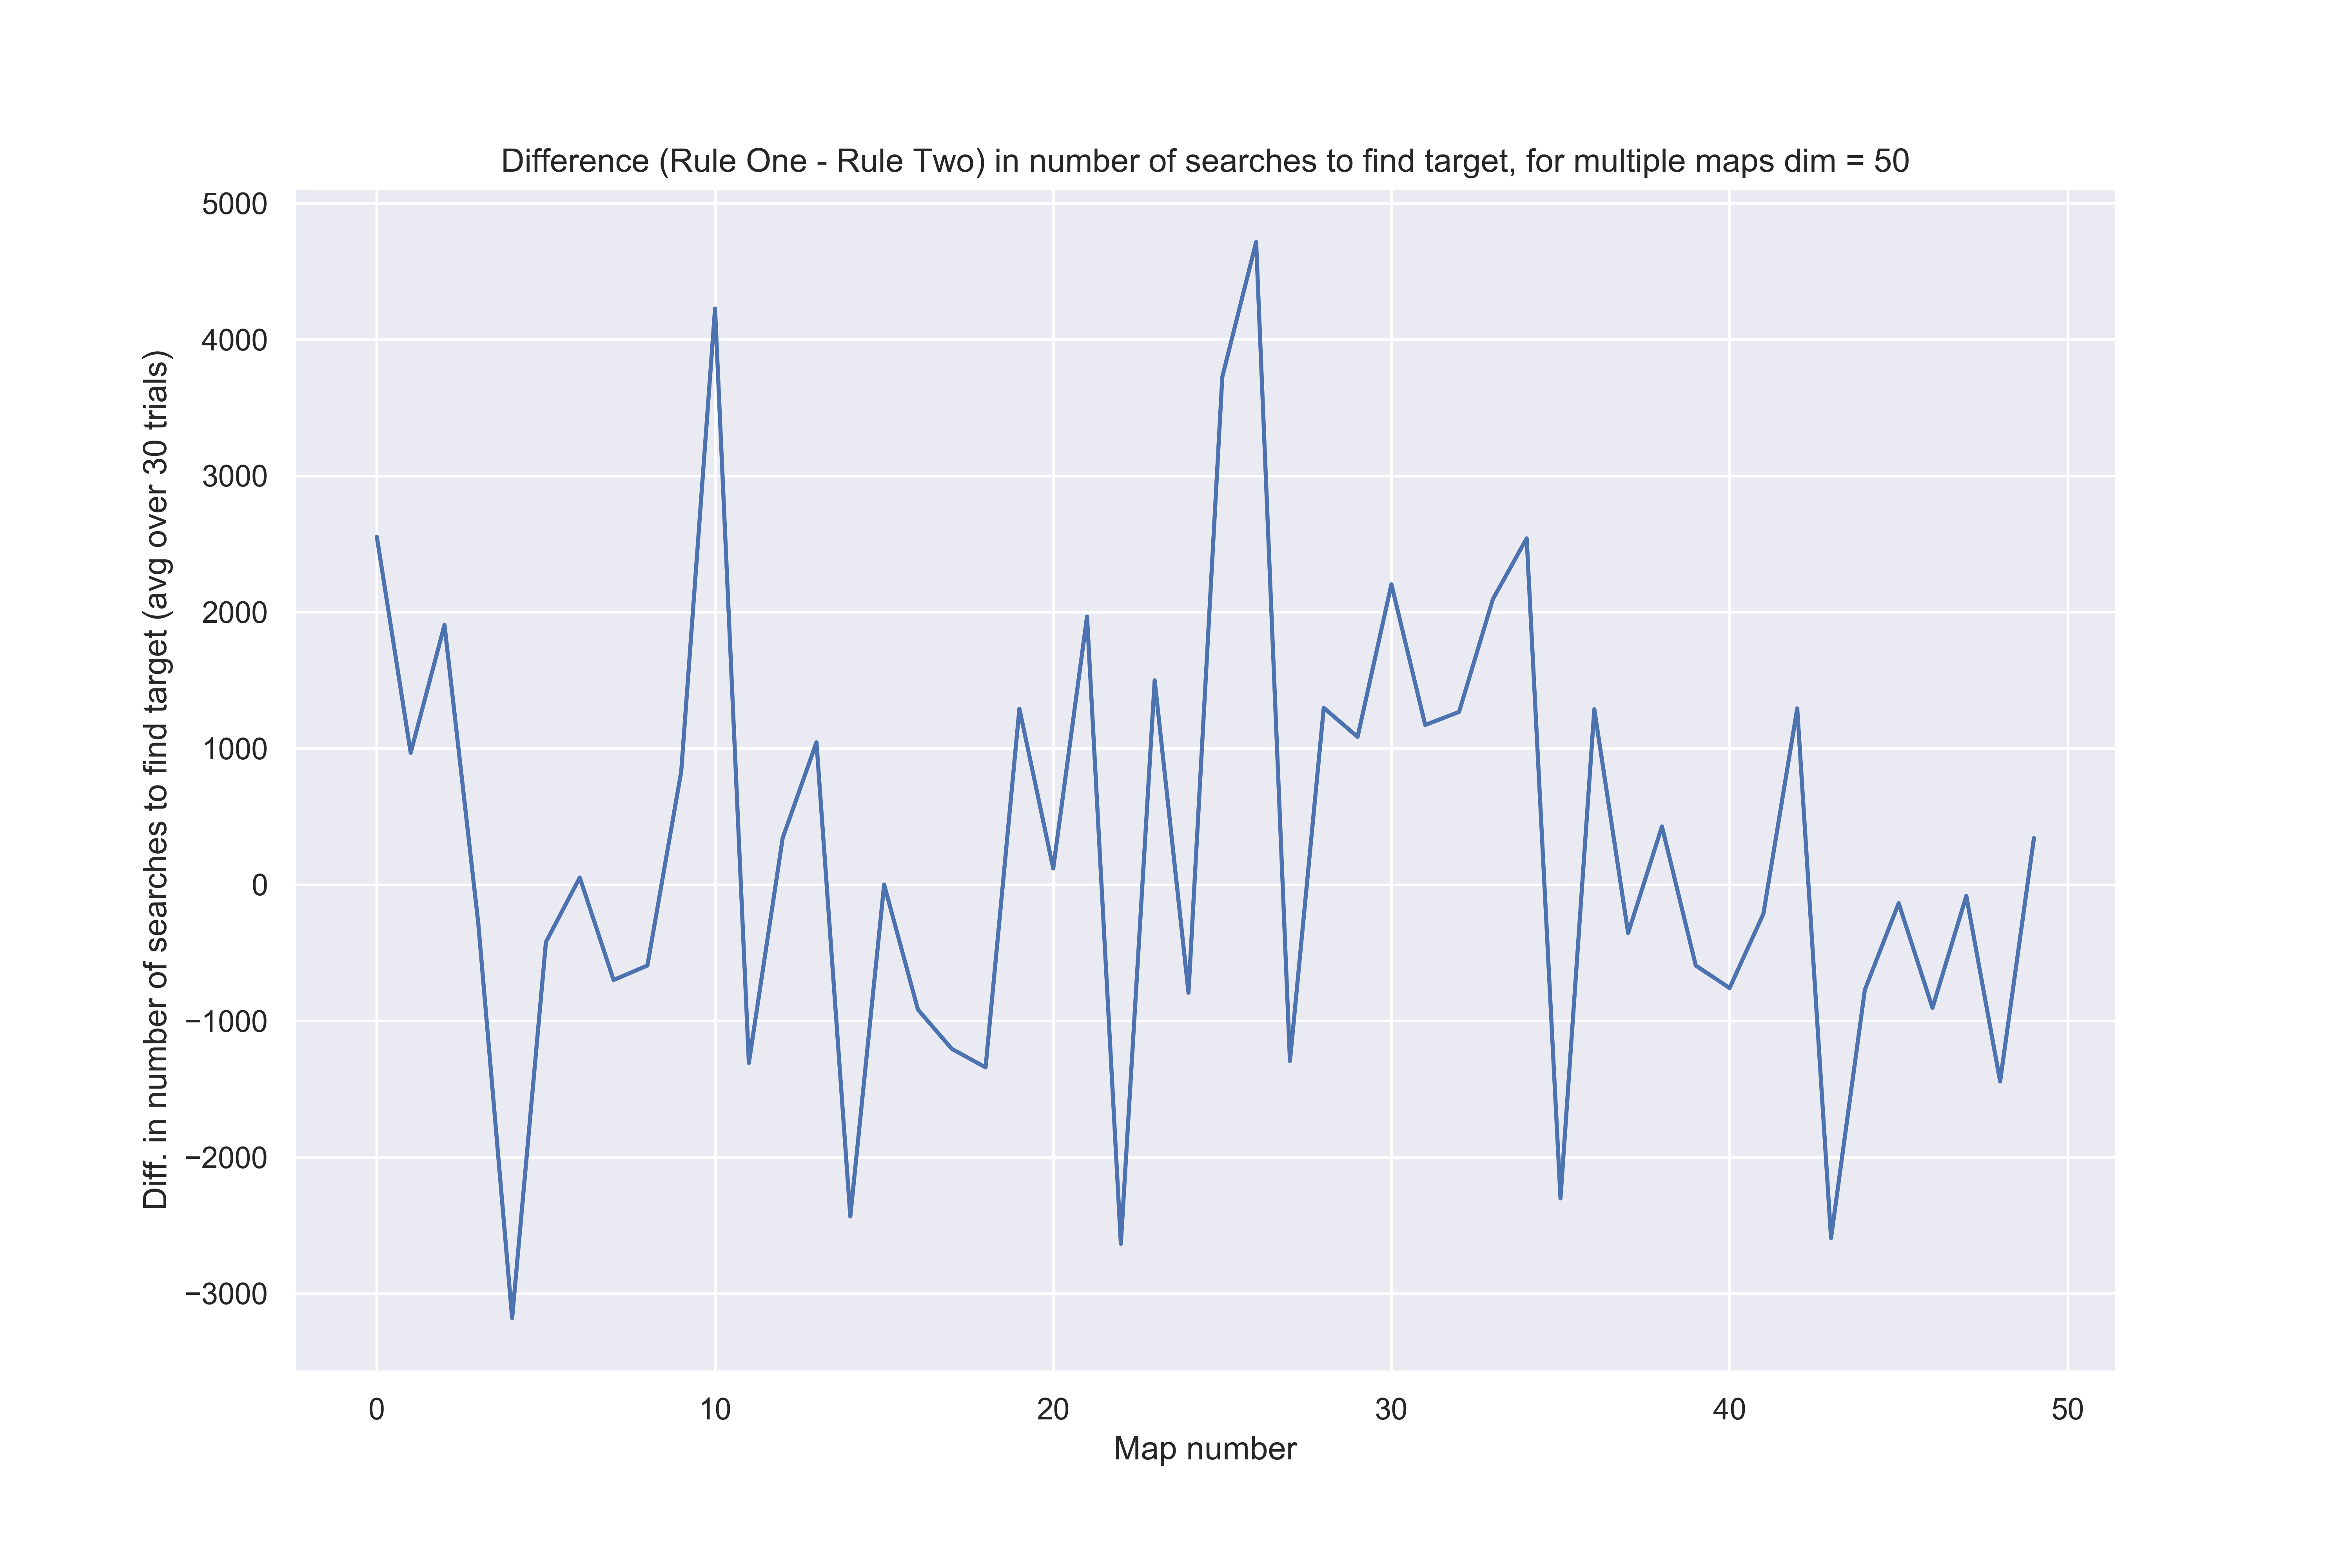 Difference (Rule One - Rule Two) in number of searches to find target, for multiple maps dim = 50
Diff. in number of searches to find target (avg over 30 trials)
5000
4000
3000
2000
1000
0
−1000
−2000
−3000
0 10 20 30 40 50
Map number